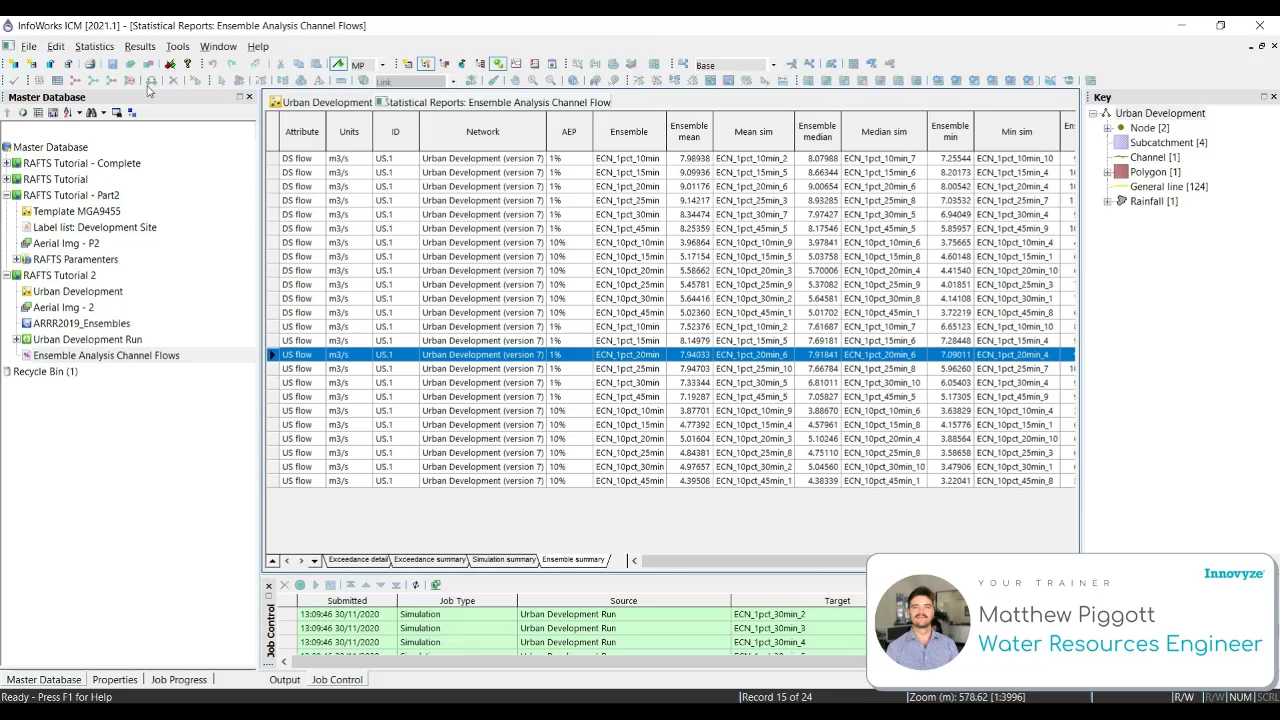 InfoWorks ICM [2021.1] - [Statistical Reports: Ensemble Analysis Channel Flows]
File Edit Statistics Results Tools Window Help
MP Base
Link
Master Database
Urban Development Statistical Reports: Ensemble Analysis Channel Flow
Key
Master Database
RAFTS Tutorial - Complete
RAFTS Tutorial
RAFTS Tutorial - Part2
Template MGA9455
Label list: Development Site
Aerial Img - P2
RAFTS Paramenters
RAFTS Tutorial 2
Urban Development
Aerial Img - 2
ARRR2019_Ensembles
Urban Development Run
Ensemble Analysis Channel Flows
Recycle Bin (1)
Attribute Units ID Network AEP Ensemble Ensemble mean Mean sim Ensemble median Median sim Ensemble min Min sim
DS flow m3/s US.1 Urban Development (version 7) 1% ECN_1pct_10min 7.98938 ECN_1pct_10min_2 8.07988 ECN_1pct_10min_7 7.25544 ECN_1pct_10min_10
DS flow m3/s US.1 Urban Development (version 7) 1% ECN_1pct_15min 9.09936 ECN_1pct_15min_5 8.66344 ECN_1pct_15min_6 8.20173 ECN_1pct_15min_4
DS flow m3/s US.1 Urban Development (version 7) 1% ECN_1pct_20min 9.01176 ECN_1pct_20min_6 9.00654 ECN_1pct_20min_6 8.00542 ECN_1pct_20min_4
DS flow m3/s US.1 Urban Development (version 7) 1% ECN_1pct_25min 9.14217 ECN_1pct_25min_3 8.93285 ECN_1pct_25min_8 7.03532 ECN_1pct_25min_7
DS flow m3/s US.1 Urban Development (version 7) 1% ECN_1pct_30min 8.34474 ECN_1pct_30min_5 7.97427 ECN_1pct_30min_6 6.94049 ECN_1pct_30min_4
DS flow m3/s US.1 Urban Development (version 7) 1% ECN_1pct_45min 8.25359 ECN_1pct_45min_5 8.17546 ECN_1pct_45min_5 5.85957 ECN_1pct_45min_9
DS flow m3/s US.1 Urban Development (version 7) 10% ECN_10pct_10min 3.96864 ECN_10pct_10min_9 3.97841 ECN_10pct_10min_6 3.75665 ECN_10pct_10min_4
DS flow m3/s US.1 Urban Development (version 7) 10% ECN_10pct_15min 5.17154 ECN_10pct_15min_5 5.03758 ECN_10pct_15min_8 4.60148 ECN_10pct_15min_1
DS flow m3/s US.1 Urban Development (version 7) 10% ECN_10pct_20min 5.58662 ECN_10pct_20min_3 5.70006 ECN_10pct_20min_4 4.41540 ECN_10pct_20min_10
DS flow m3/s US.1 Urban Development (version 7) 10% ECN_10pct_25min 5.45781 ECN_10pct_25min_9 5.37082 ECN_10pct_25min_9 4.01851 ECN_10pct_25min_3
DS flow m3/s US.1 Urban Development (version 7) 10% ECN_10pct_30min 5.64416 ECN_10pct_30min_2 5.64581 ECN_10pct_30min_8 4.14108 ECN_10pct_30min_1
DS flow m3/s US.1 Urban Development (version 7) 10% ECN_10pct_45min 5.02360 ECN_10pct_45min_1 5.01702 ECN_10pct_45min_1 3.72219 ECN_10pct_45min_8
US flow m3/s US.1 Urban Development (version 7) 1% ECN_1pct_10min 7.52376 ECN_1pct_10min_2 7.61687 ECN_1pct_10min_7 6.65123 ECN_1pct_10min_10
US flow m3/s US.1 Urban Development (version 7) 1% ECN_1pct_15min 8.14979 ECN_1pct_15min_5 7.69181 ECN_1pct_15min_6 7.28448 ECN_1pct_15min_4
US flow m3/s US.1 Urban Development (version 7) 1% ECN_1pct_20min 7.94033 ECN_1pct_20min_6 7.91841 ECN_1pct_20min_6 7.09011 ECN_1pct_20min_4
US flow m3/s US.1 Urban Development (version 7) 1% ECN_1pct_25min 7.94703 ECN_1pct_25min_10 7.66784 ECN_1pct_25min_8 5.96260 ECN_1pct_25min_7
US flow m3/s US.1 Urban Development (version 7) 1% ECN_1pct_30min 7.33344 ECN_1pct_30min_5 6.81011 ECN_1pct_30min_10 6.05403 ECN_1pct_30min_4
US flow m3/s US.1 Urban Development (version 7) 1% ECN_1pct_45min 7.19287 ECN_1pct_45min_5 7.05827 ECN_1pct_45min_5 5.17305 ECN_1pct_45min_9
US flow m3/s US.1 Urban Development (version 7) 10% ECN_10pct_10min 3.87701 ECN_10pct_10min_9 3.88670 ECN_10pct_10min_6 3.63829 ECN_10pct_10min_4
US flow m3/s US.1 Urban Development (version 7) 10% ECN_10pct_15min 4.77392 ECN_10pct_15min_4 4.57961 ECN_10pct_15min_8 4.15776 ECN_10pct_15min_1
US flow m3/s US.1 Urban Development (version 7) 10% ECN_10pct_20min 5.01604 ECN_10pct_20min_3 5.10246 ECN_10pct_20min_4 3.88564 ECN_10pct_20min_10
US flow m3/s US.1 Urban Development (version 7) 10% ECN_10pct_25min 4.84381 ECN_10pct_25min_8 4.75110 ECN_10pct_25min_8 3.58658 ECN_10pct_25min_3
US flow m3/s US.1 Urban Development (version 7) 10% ECN_10pct_30min 4.97657 ECN_10pct_30min_2 5.04560 ECN_10pct_30min_10 3.47906 ECN_10pct_30min_1
US flow m3/s US.1 Urban Development (version 7) 10% ECN_10pct_45min 4.39508 ECN_10pct_45min_1 4.38339 ECN_10pct_45min_1 3.22041 ECN_10pct_45min_8
Exceedance detail Exceedance summary Simulation summary Ensemble summary
Urban Development
Node [2]
Subcatchment [4]
Channel [1]
Polygon [1]
General line [124]
Rainfall [1]
Job Control
Submitted Job Type Source Target
13:09:46 30/11/2020 Simulation Urban Development Run ECN_1pct_30min_2
13:09:46 30/11/2020 Simulation Urban Development Run ECN_1pct_30min_3
13:09:46 30/11/2020 Simulation Urban Development Run ECN_1pct_30min_4
Innovyze
YOUR TRAINER
Matthew Piggott
Water Resources Engineer
Master Database Properties Job Progress Output Job Control
Ready - Press F1 for Help Record 15 of 24 Zoom (m): 578.62 [1:3996] R/W R/W NUM SCRL